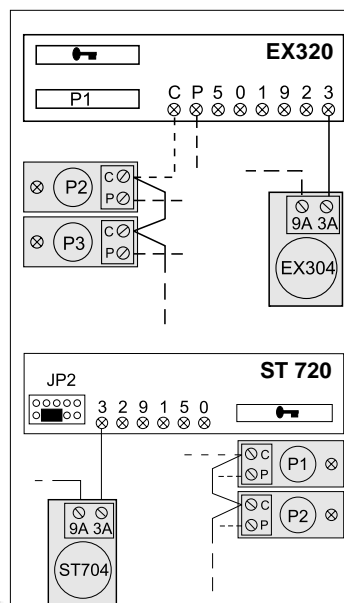 EX320
P1
C P 5 0 1 9 2 3
C
P2
P
C
P3
P
9A 3A
EX304
ST 720
JP2
3 2 9 1 5 0
C
P1
P
C
P2
P
9A 3A
ST704